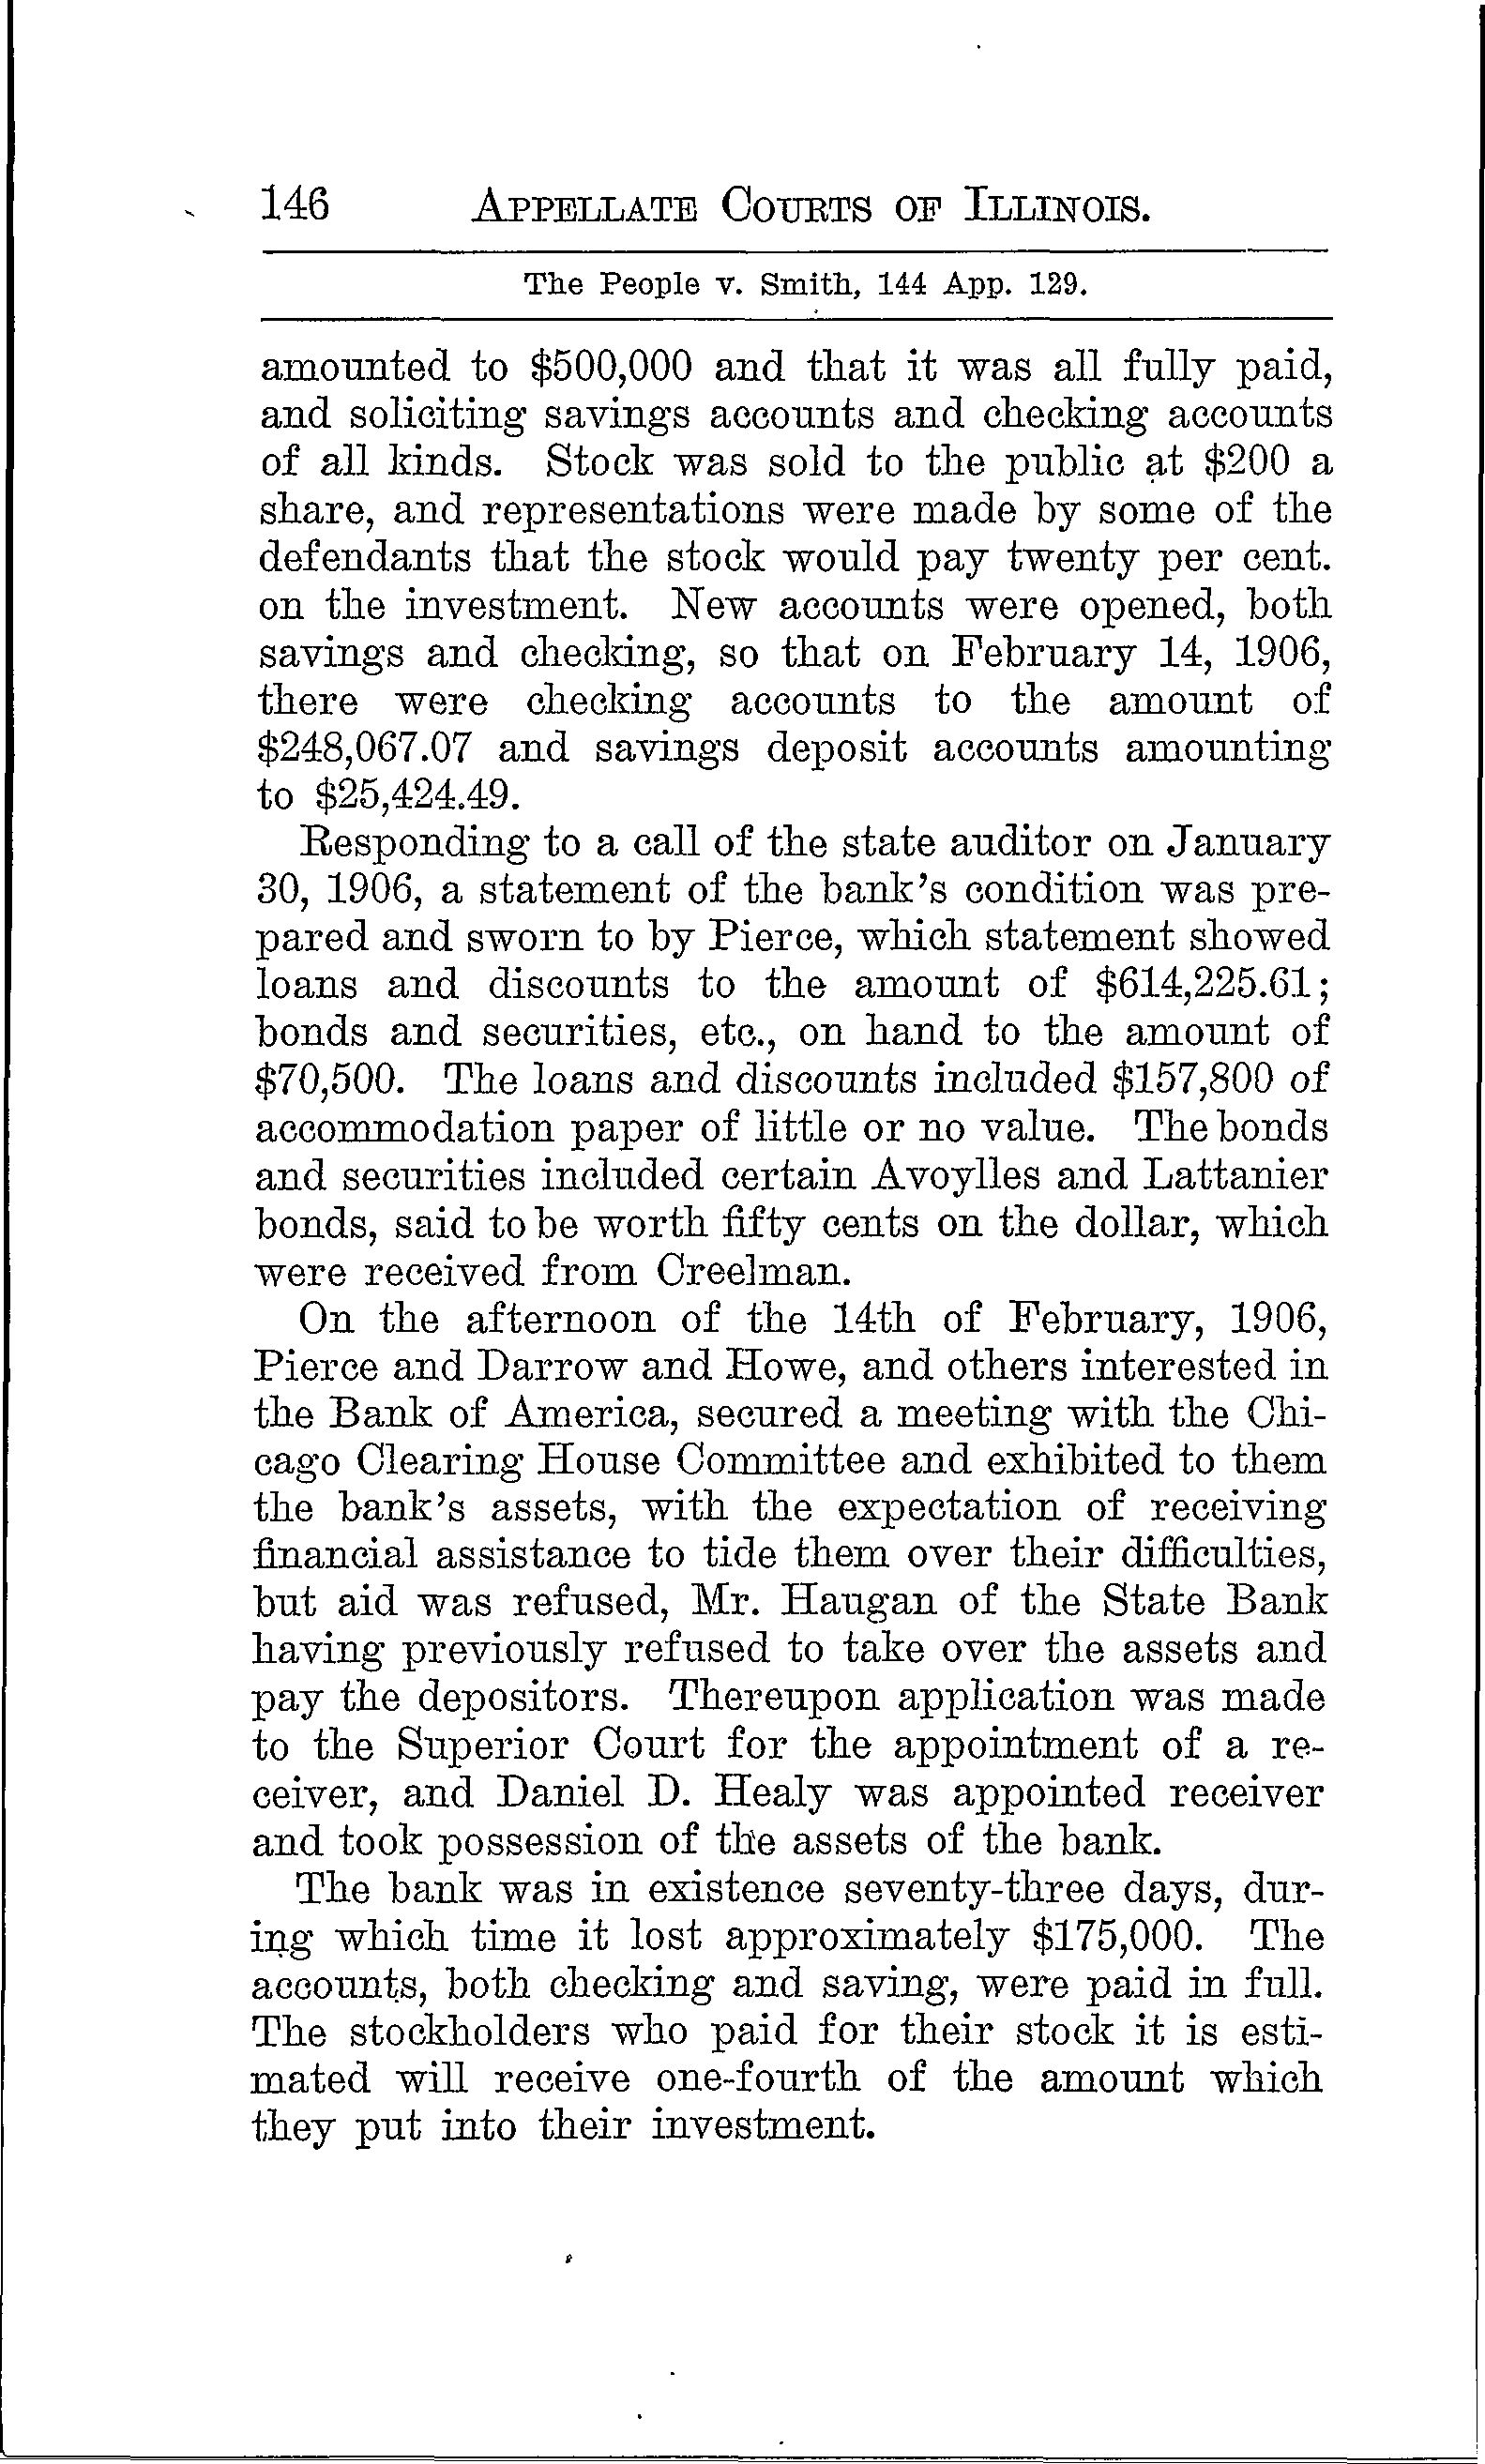 146 APPELLATE COURTS OF ILLINOIS.
The People v. Smith, 144 App. 129.
amounted to $500,000 and that it was all fully paid,
and soliciting savings accounts and checking accounts
of all kinds. Stock was sold to the public at $200 a
share, and representations were made by some of the
defendants that the stock would pay twenty per cent.
on the investment. New accounts were opened, both
savings and checking, so that on February 14, 1906,
there were checking accounts to the amount of
$248,067.07 and savings deposit accounts amounting
to $25,424.49.
Responding to a call of the state auditor on January
30, 1906, a statement of the bank's condition was pre-
pared and sworn to by Pierce, which statement showed
loans and discounts to the amount of $614,225.61;
bonds and securities, etc., on hand to the amount of
$70,500. The loans and discounts included $157,800 of
accommodation paper of little or no value. The bonds
and securities included certain Avoylles and Lattanier
bonds, said to be worth fifty cents on the dollar, which
were received from Creelman.
On the afternoon of the 14th of February, 1906,
Pierce and Darrow and Howe, and others interested in
the Bank of America, secured a meeting with the Chi-
cago Clearing House Committee and exhibited to them
the bank's assets, with the expectation of receiving
financial assistance to tide them over their difficulties,
but aid was refused, Mr. Haugan of the State Bank
having previously refused to take over the assets and
pay the depositors. Thereupon application was made
to the Superior Court for the appointment of a re-
ceiver, and Daniel D. Healy was appointed receiver
and took possession of the assets of the bank.
The bank was in existence seventy-three days, dur-
ing which time it lost approximately $175,000. The
accounts, both checking and saving, were paid in full.
The stockholders who paid for their stock it is esti-
mated will receive one-fourth of the amount which
they put into their investment.